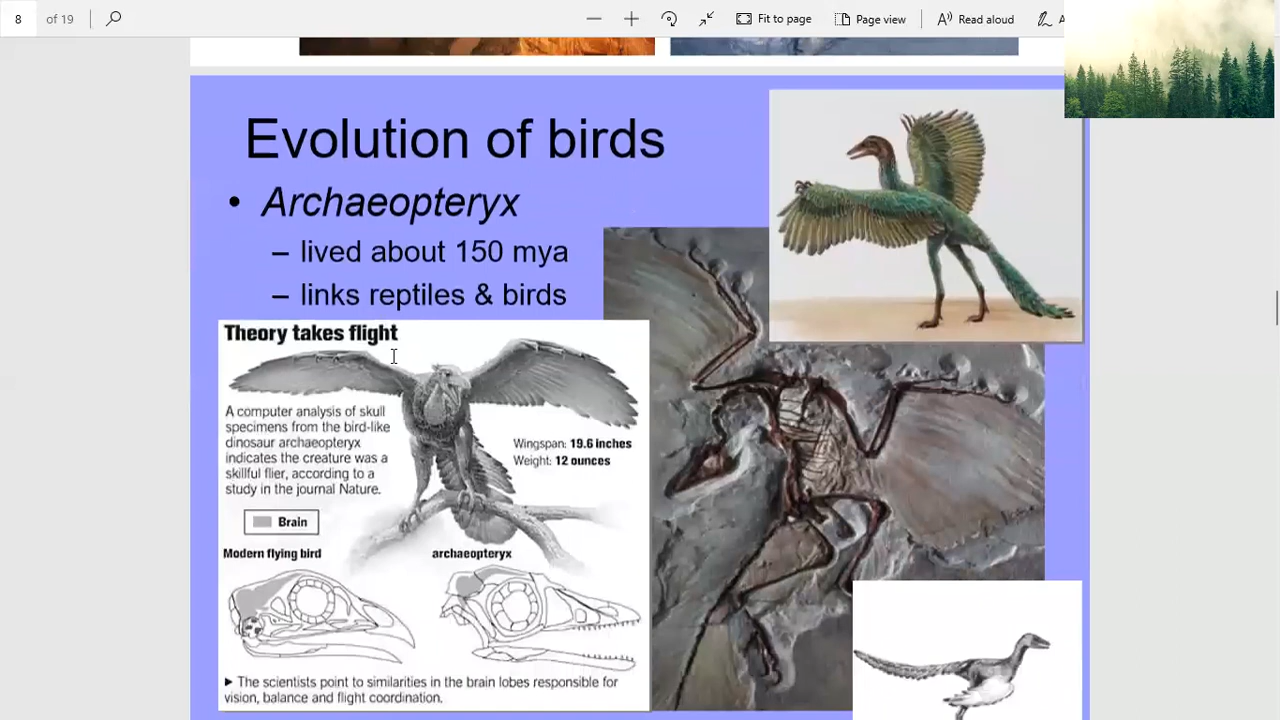 8 of 19 Fit to page Page view Read aloud
Evolution of birds
• Archaeopteryx
– lived about 150 mya
– links reptiles & birds
Theory takes flight
A computer analysis of skull
specimens from the bird-like
dinosaur archaeopteryx
indicates the creature was a
skillful flier, according to a
study in the journal Nature.
Wingspan: 19.6 inches
Weight: 12 ounces
Brain
Modern flying bird
archaeopteryx
▶ The scientists point to similarities in the brain lobes responsible for
vision, balance and flight coordination.